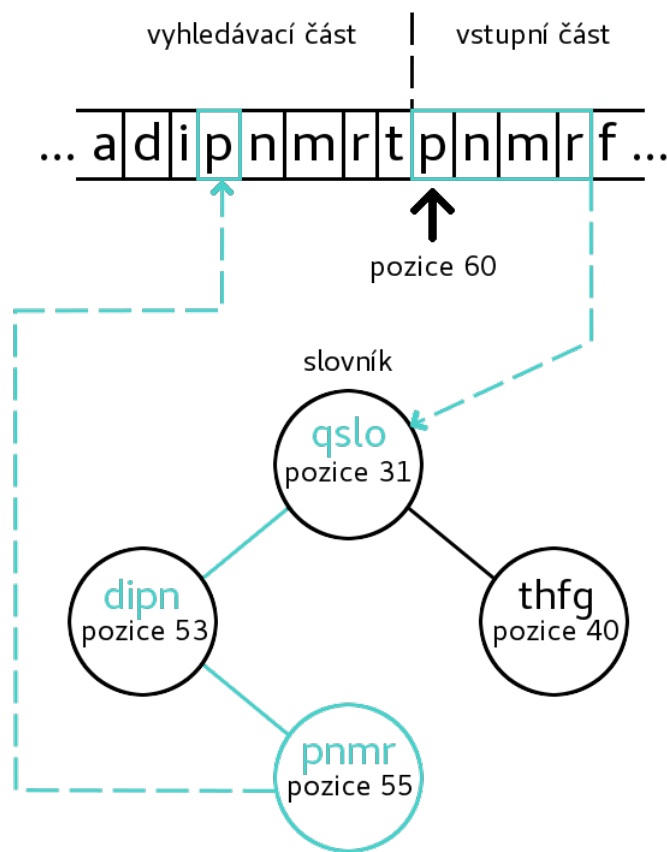 vyhledávací část vstupní část
... a d i p n m r t p n m r f ...
pozice 60
slovník
qslo
pozice 31
dipn
pozice 53
thfg
pozice 40
pnmr
pozice 55